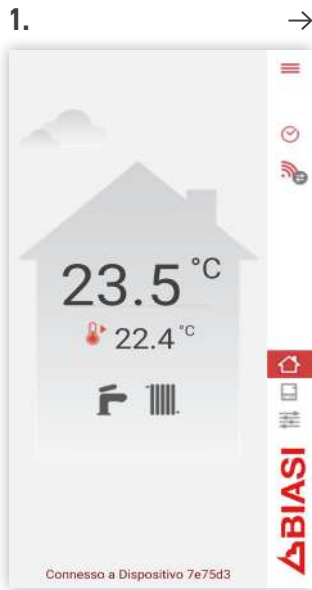 1.
23.5 °C
22.4 °C
BIASI
Connesso a Dispositivo 7e75d3